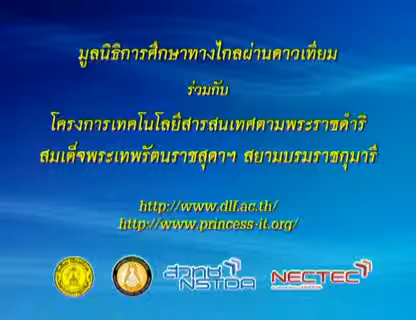 มูลนิธิการศึกษาทางไกลผ่านดาวเทียม
ร่วมกับ
โครงการเทคโนโลยีสารสนเทศตามพระราชดำริ
สมเด็จพระเทพรัตนราชสุดาฯ สยามบรมราชกุมารี
http://www.dlf.ac.th/
http://www.princess-it.org/
สวทช
NSTDA
NECTEC